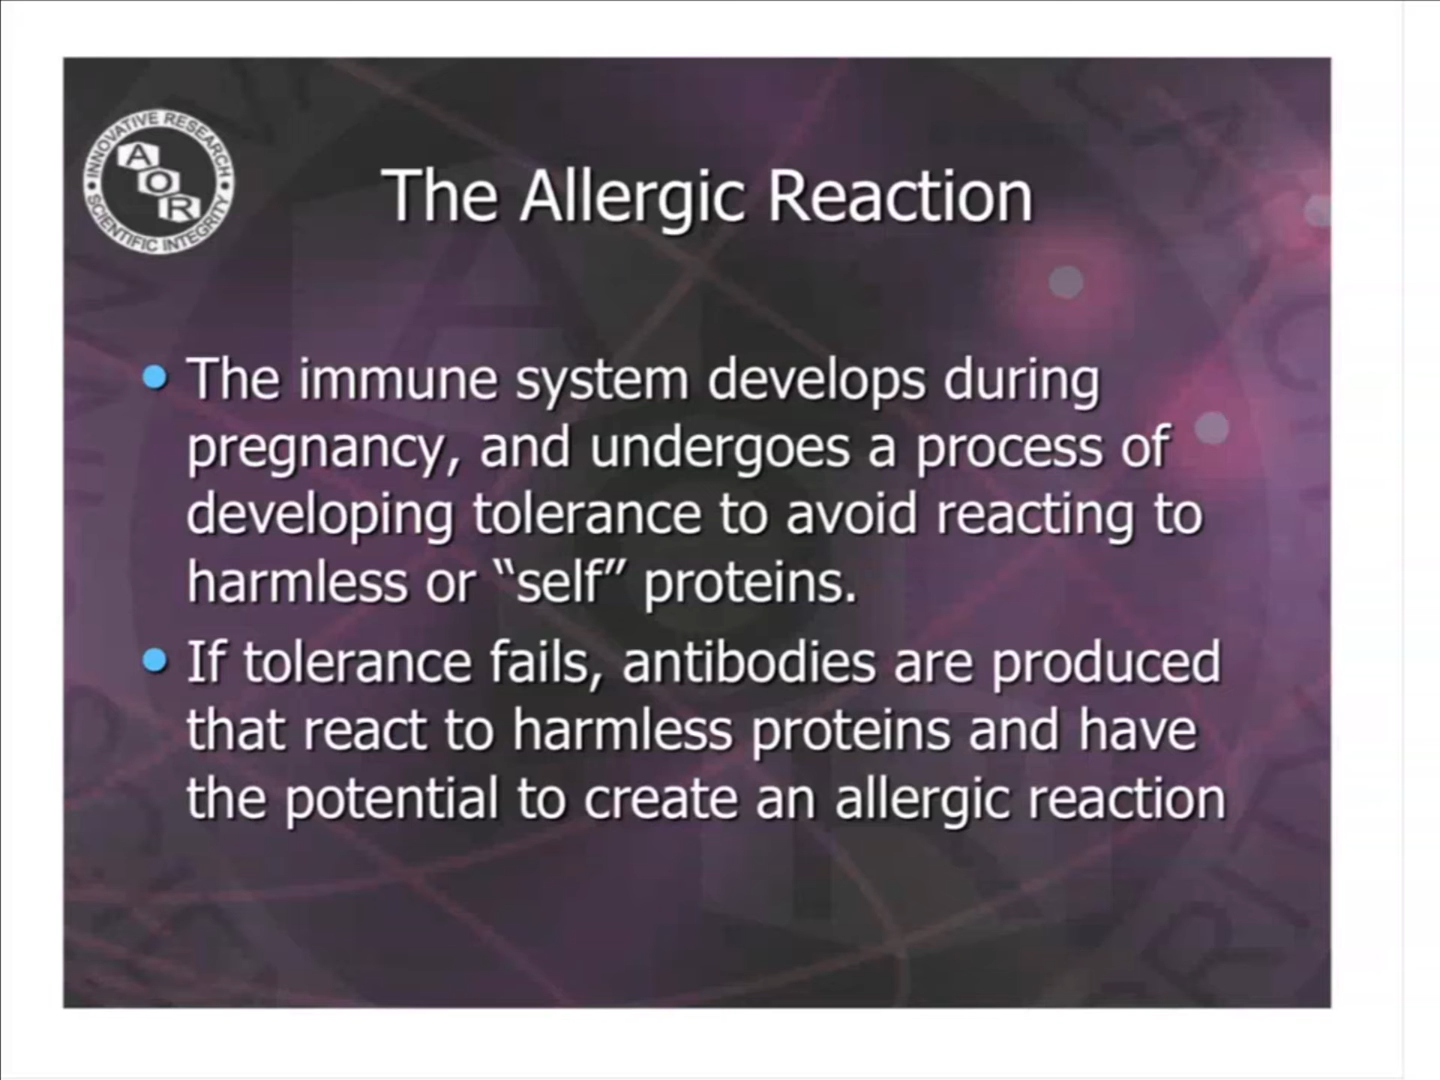 INNOVATIVE RESEARCH
AOR
SCIENTIFIC INTEGRITY
The Allergic Reaction
The immune system develops during
pregnancy, and undergoes a process of
developing tolerance to avoid reacting to
harmless or “self” proteins.
If tolerance fails, antibodies are produced
that react to harmless proteins and have
the potential to create an allergic reaction